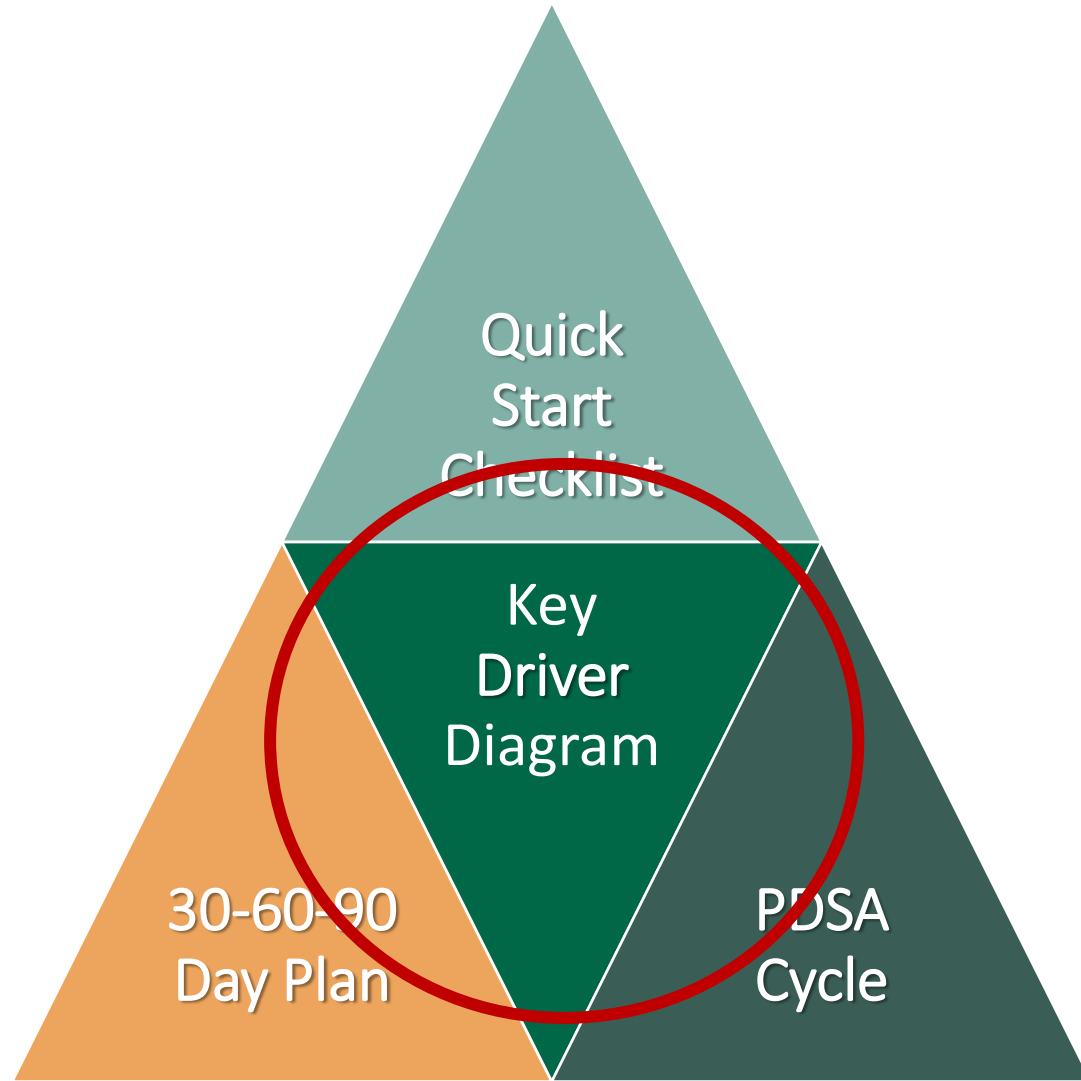 Quick
Start
Checklist
Key
Driver
Diagram
30-60-90
Day Plan
PDSA
Cycle